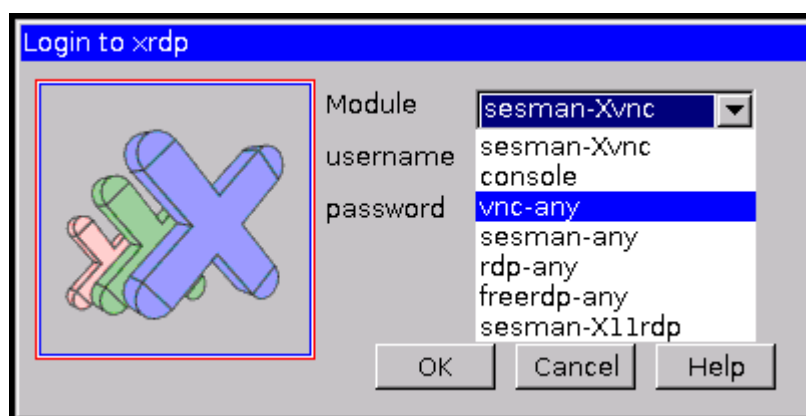 Login to xrdp
Module
sesman-Xvnc
username
password
sesman-Xvnc
console
vnc-any
sesman-any
rdp-any
freerdp-any
sesman-X11rdp
OK
Cancel
Help